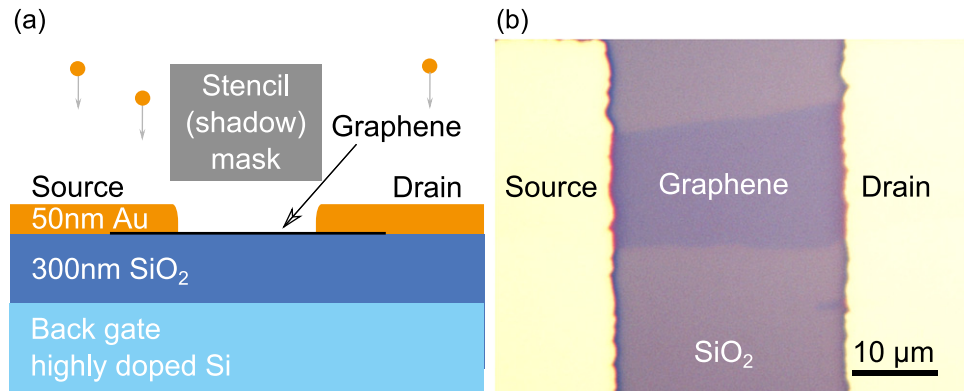 (a)
Stencil
(shadow)
mask
Graphene
Source
Drain
50nm Au
300nm SiO₂
Back gate
highly doped Si
(b)
Source
Graphene
Drain
SiO₂
10 µm